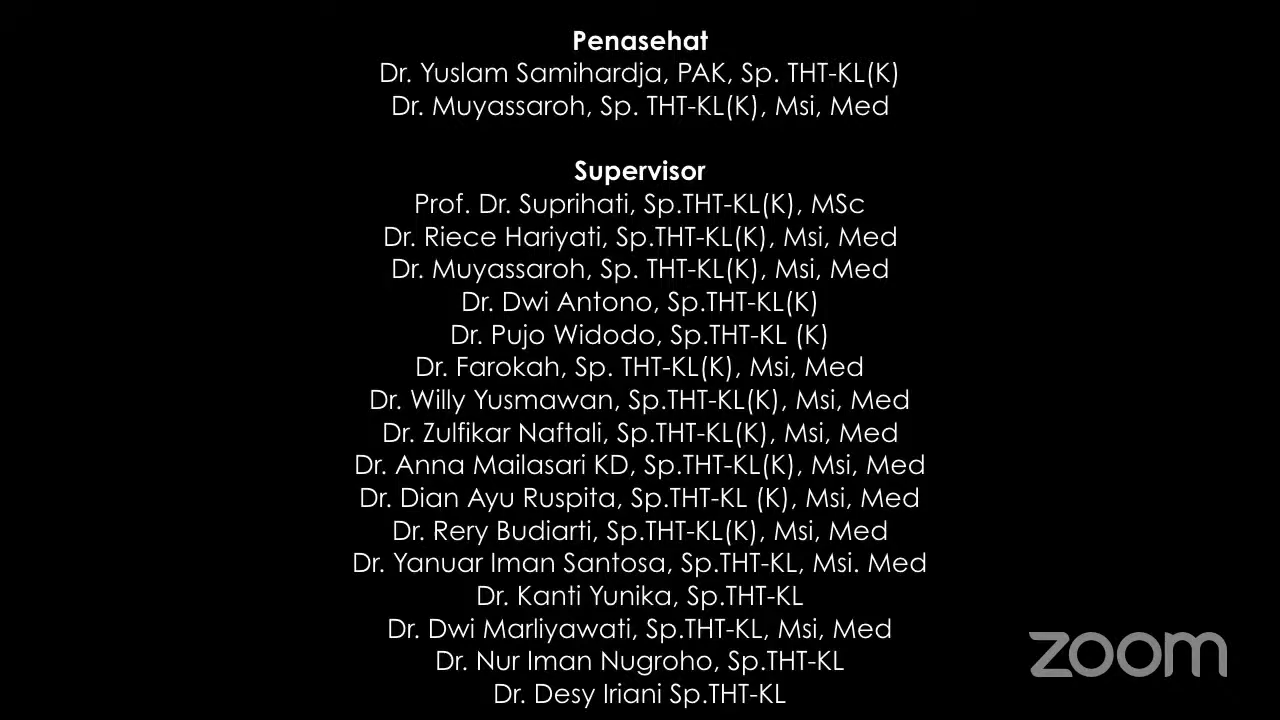 Penasehat
Dr. Yuslam Samihardja, PAK, Sp. THT-KL(K)
Dr. Muyassaroh, Sp. THT-KL(K), Msi, Med
Supervisor
Prof. Dr. Suprihati, Sp.THT-KL(K), MSc
Dr. Riece Hariyati, Sp.THT-KL(K), Msi, Med
Dr. Muyassaroh, Sp. THT-KL(K), Msi, Med
Dr. Dwi Antono, Sp.THT-KL(K)
Dr. Pujo Widodo, Sp.THT-KL (K)
Dr. Farokah, Sp. THT-KL(K), Msi, Med
Dr. Willy Yusmawan, Sp.THT-KL(K), Msi, Med
Dr. Zulfikar Naftali, Sp.THT-KL(K), Msi, Med
Dr. Anna Mailasari KD, Sp.THT-KL(K), Msi, Med
Dr. Dian Ayu Ruspita, Sp.THT-KL (K), Msi, Med
Dr. Rery Budiarti, Sp.THT-KL(K), Msi, Med
Dr. Yanuar Iman Santosa, Sp.THT-KL, Msi. Med
Dr. Kanti Yunika, Sp.THT-KL
Dr. Dwi Marliyawati, Sp.THT-KL, Msi, Med
Dr. Nur Iman Nugroho, Sp.THT-KL
Dr. Desy Iriani Sp.THT-KL
zoom